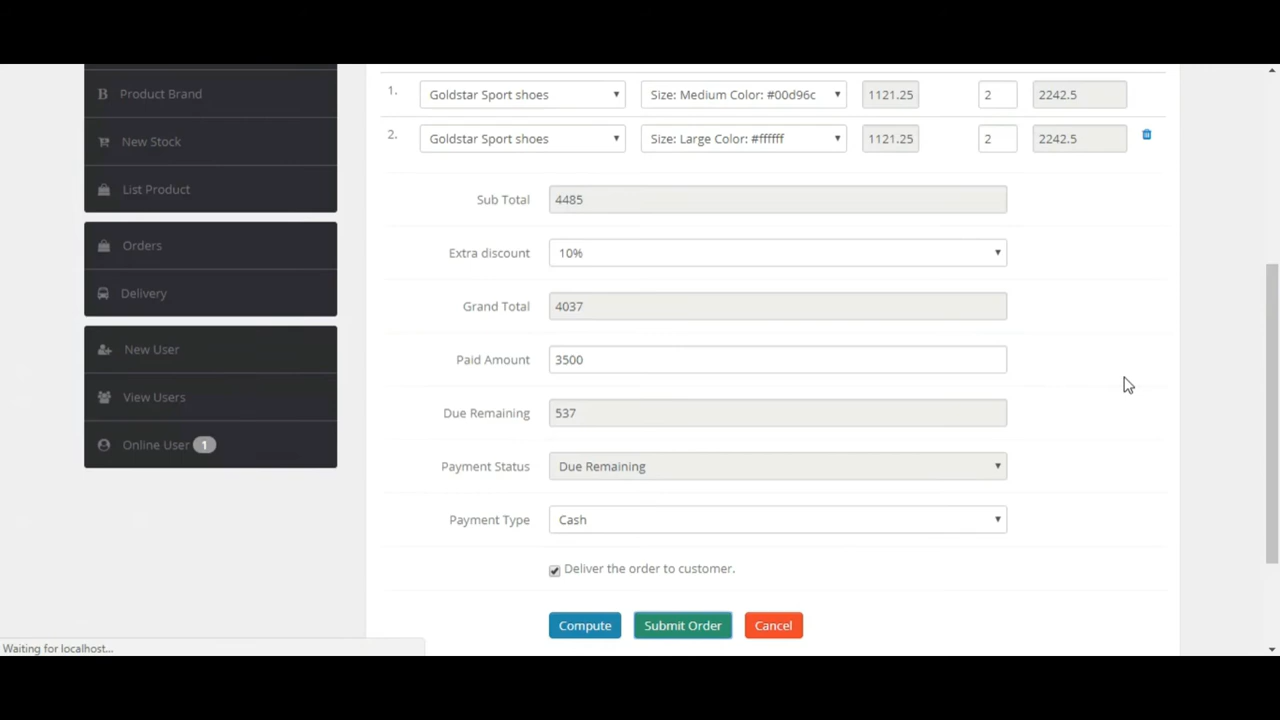 B Product Brand
New Stock
List Product
Orders
Delivery
New User
View Users
Online User 1
1. Goldstar Sport shoes Size: Medium Color: #00d96c 1121.25 2 2242.5
2. Goldstar Sport shoes Size: Large Color: #ffffff 1121.25 2 2242.5
Sub Total 4485
Extra discount 10%
Grand Total 4037
Paid Amount 3500
Due Remaining 537
Payment Status Due Remaining
Payment Type Cash
Deliver the order to customer.
Compute Submit Order Cancel
Waiting for localhost...